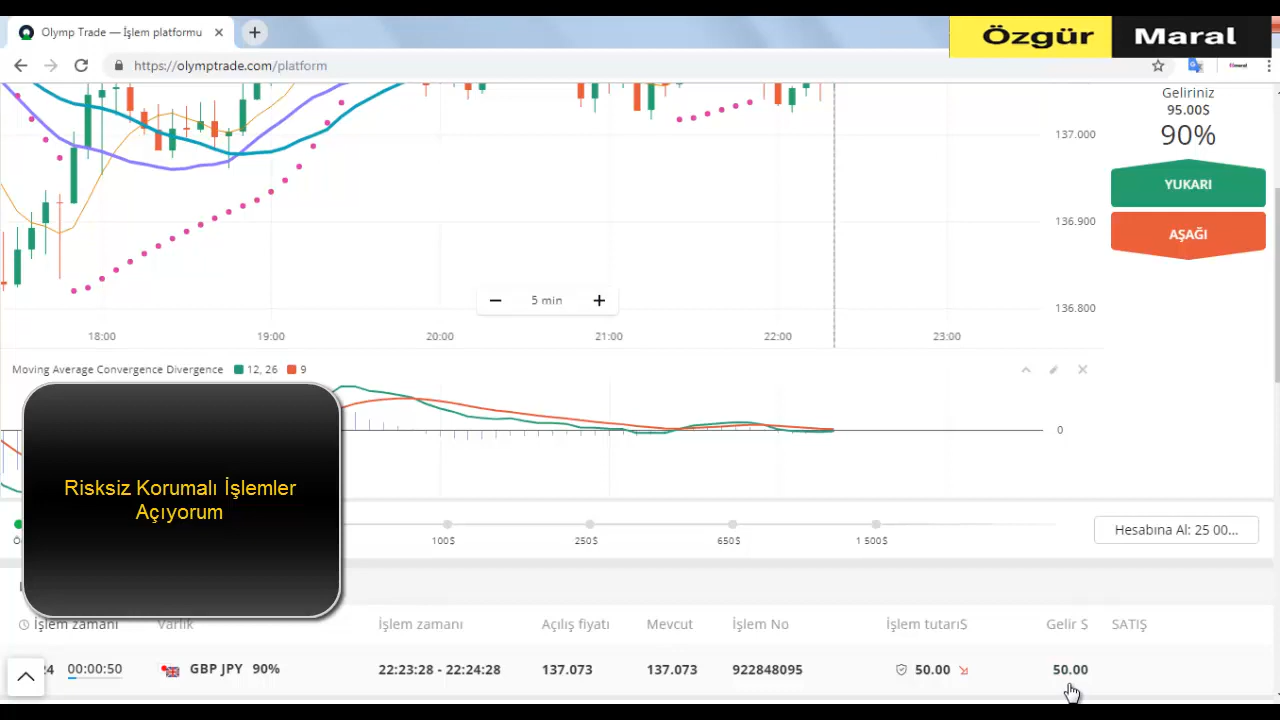 Olymp Trade — İşlem platformu
Özgür Maral
https://olymptrade.com/platform
Geliriniz
95.00$
90%
YUKARI
AŞAĞI
137.000
136.900
136.800
5 min
18:00 19:00 20:00 21:00 22:00 23:00
Moving Average Convergence Divergence 12, 26 9
0
Risksiz Korumalı İşlemler
Açıyorum
100$ 250$ 650$ 1 500$
Hesabına Al: 25 00...
İşlem zamanı Varlık İşlem zamanı Açılış fiyatı Mevcut İşlem No İşlem tutarı$ Gelir $ SATIŞ
24 00:00:50 GBP JPY 90% 22:23:28 - 22:24:28 137.073 137.073 922848095 50.00 50.00